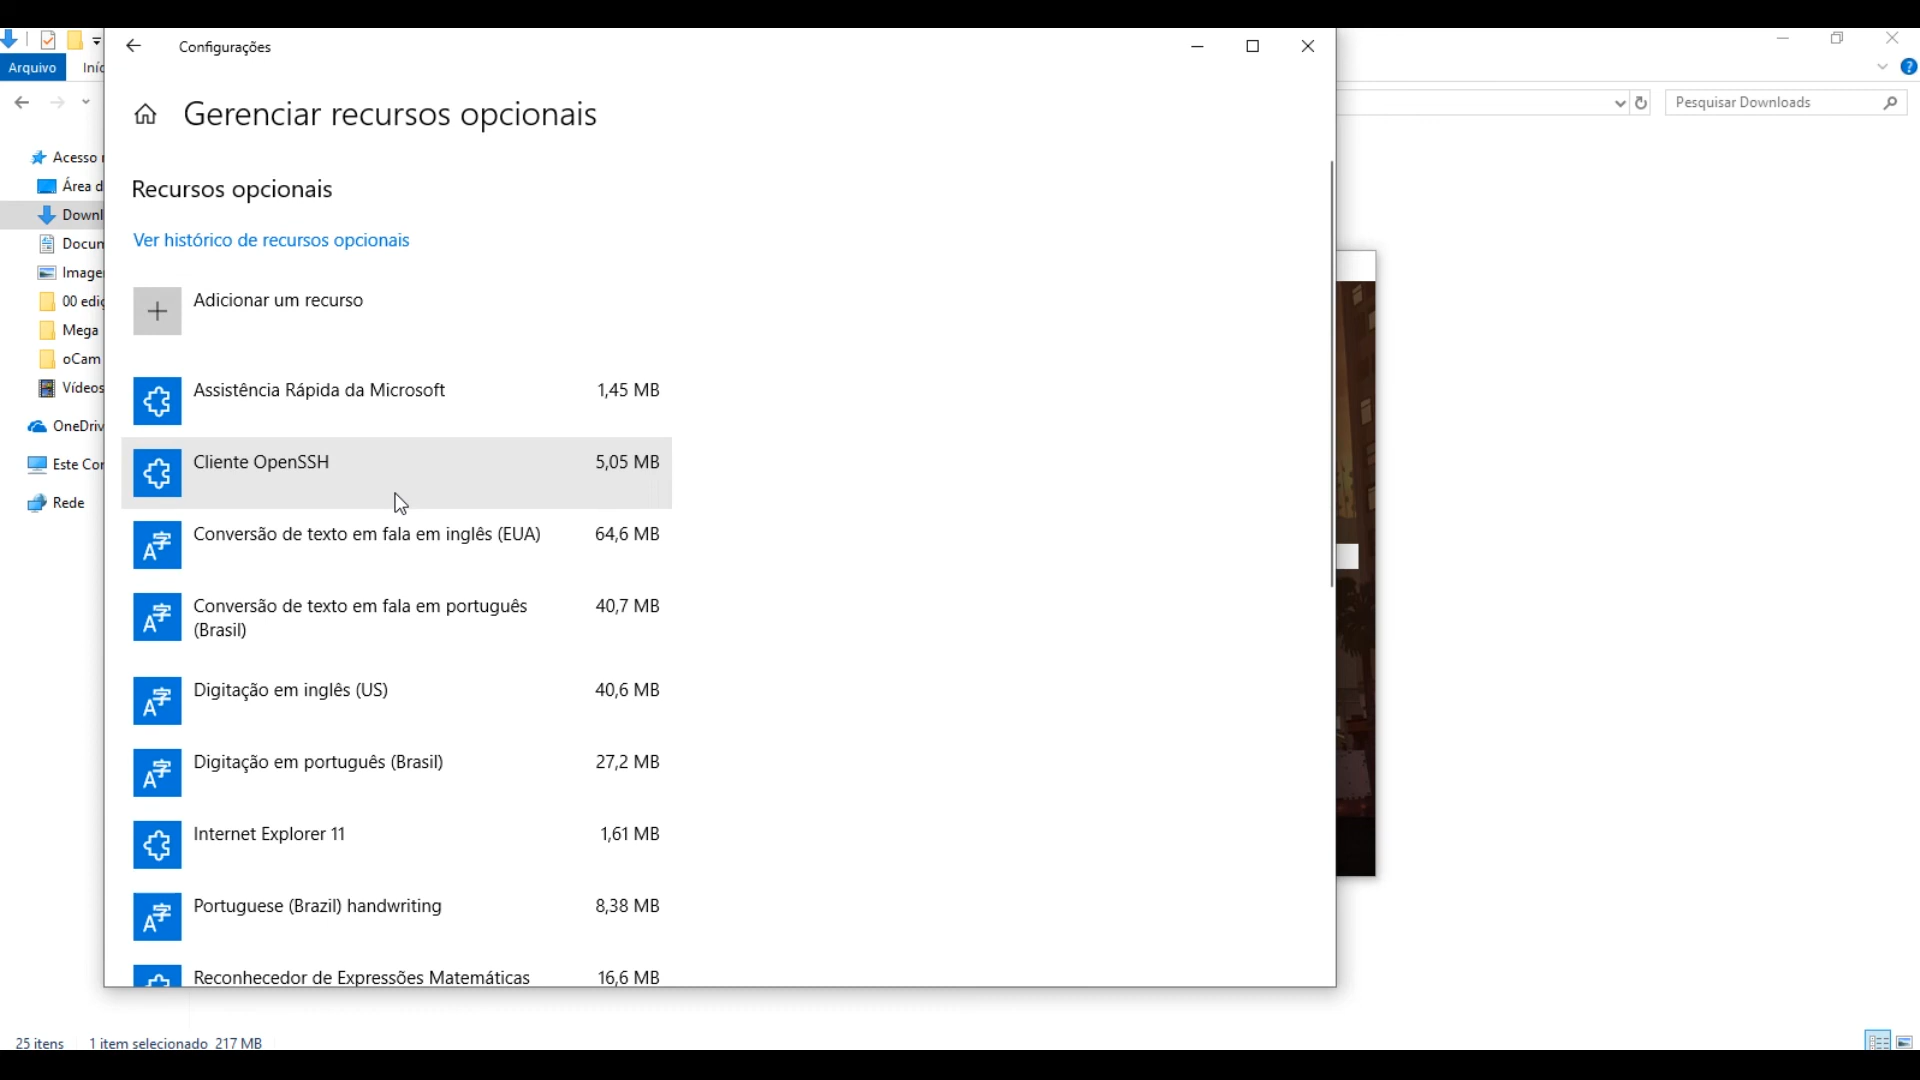 Configurações
Arquivo
Pesquisar Downloads
Gerenciar recursos opcionais
Acesso
Área d
Downl
Docum
Image
00 ediç
Mega
oCam
Vídeos
OneDriv
Este Cor
Rede
Recursos opcionais
Ver histórico de recursos opcionais
Adicionar um recurso
Assistência Rápida da Microsoft 1,45 MB
Cliente OpenSSH 5,05 MB
Conversão de texto em fala em inglês (EUA) 64,6 MB
Conversão de texto em fala em português 40,7 MB
(Brasil)
Digitação em inglês (US) 40,6 MB
Digitação em português (Brasil) 27,2 MB
Internet Explorer 11 1,61 MB
Portuguese (Brazil) handwriting 8,38 MB
Reconhecedor de Expressões Matemáticas 16,6 MB
25 itens 1 item selecionado 217 MB